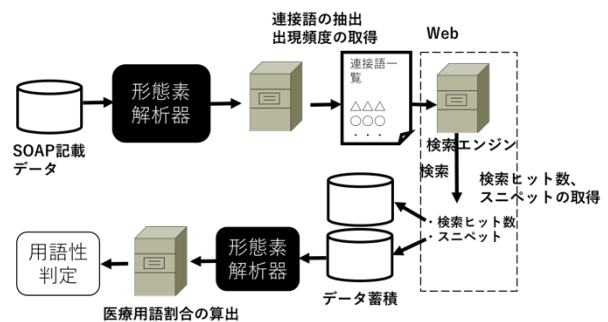 連接語の抽出
出現頻度の取得
Web
形態素
解析器
連接語一
覧
△△△
○○○
・・・
SOAP記載
データ
検索エンジン
検索
検索ヒット数、
スニペットの取得
・検索ヒット数
・スニペット
用語性
判定
形態素
解析器
データ蓄積
医療用語割合の算出